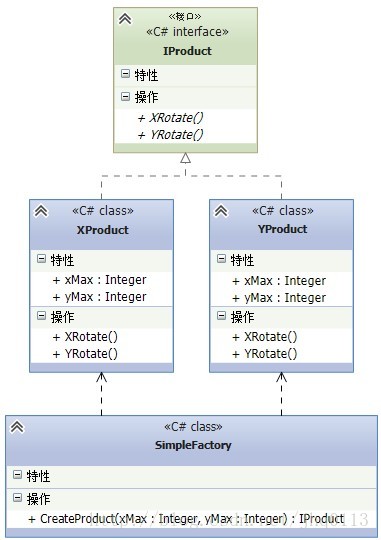 «接口»
«C# interface»
IProduct
特性
操作
+ XRotate()
+ YRotate()
«C# class»
XProduct
特性
+ xMax : Integer
+ yMax : Integer
操作
+ XRotate()
+ YRotate()
«C# class»
YProduct
特性
+ xMax : Integer
+ yMax : Integer
操作
+ XRotate()
+ YRotate()
«C# class»
SimpleFactory
特性
操作
+ CreateProduct(xMax : Integer, yMax : Integer) : IProduct